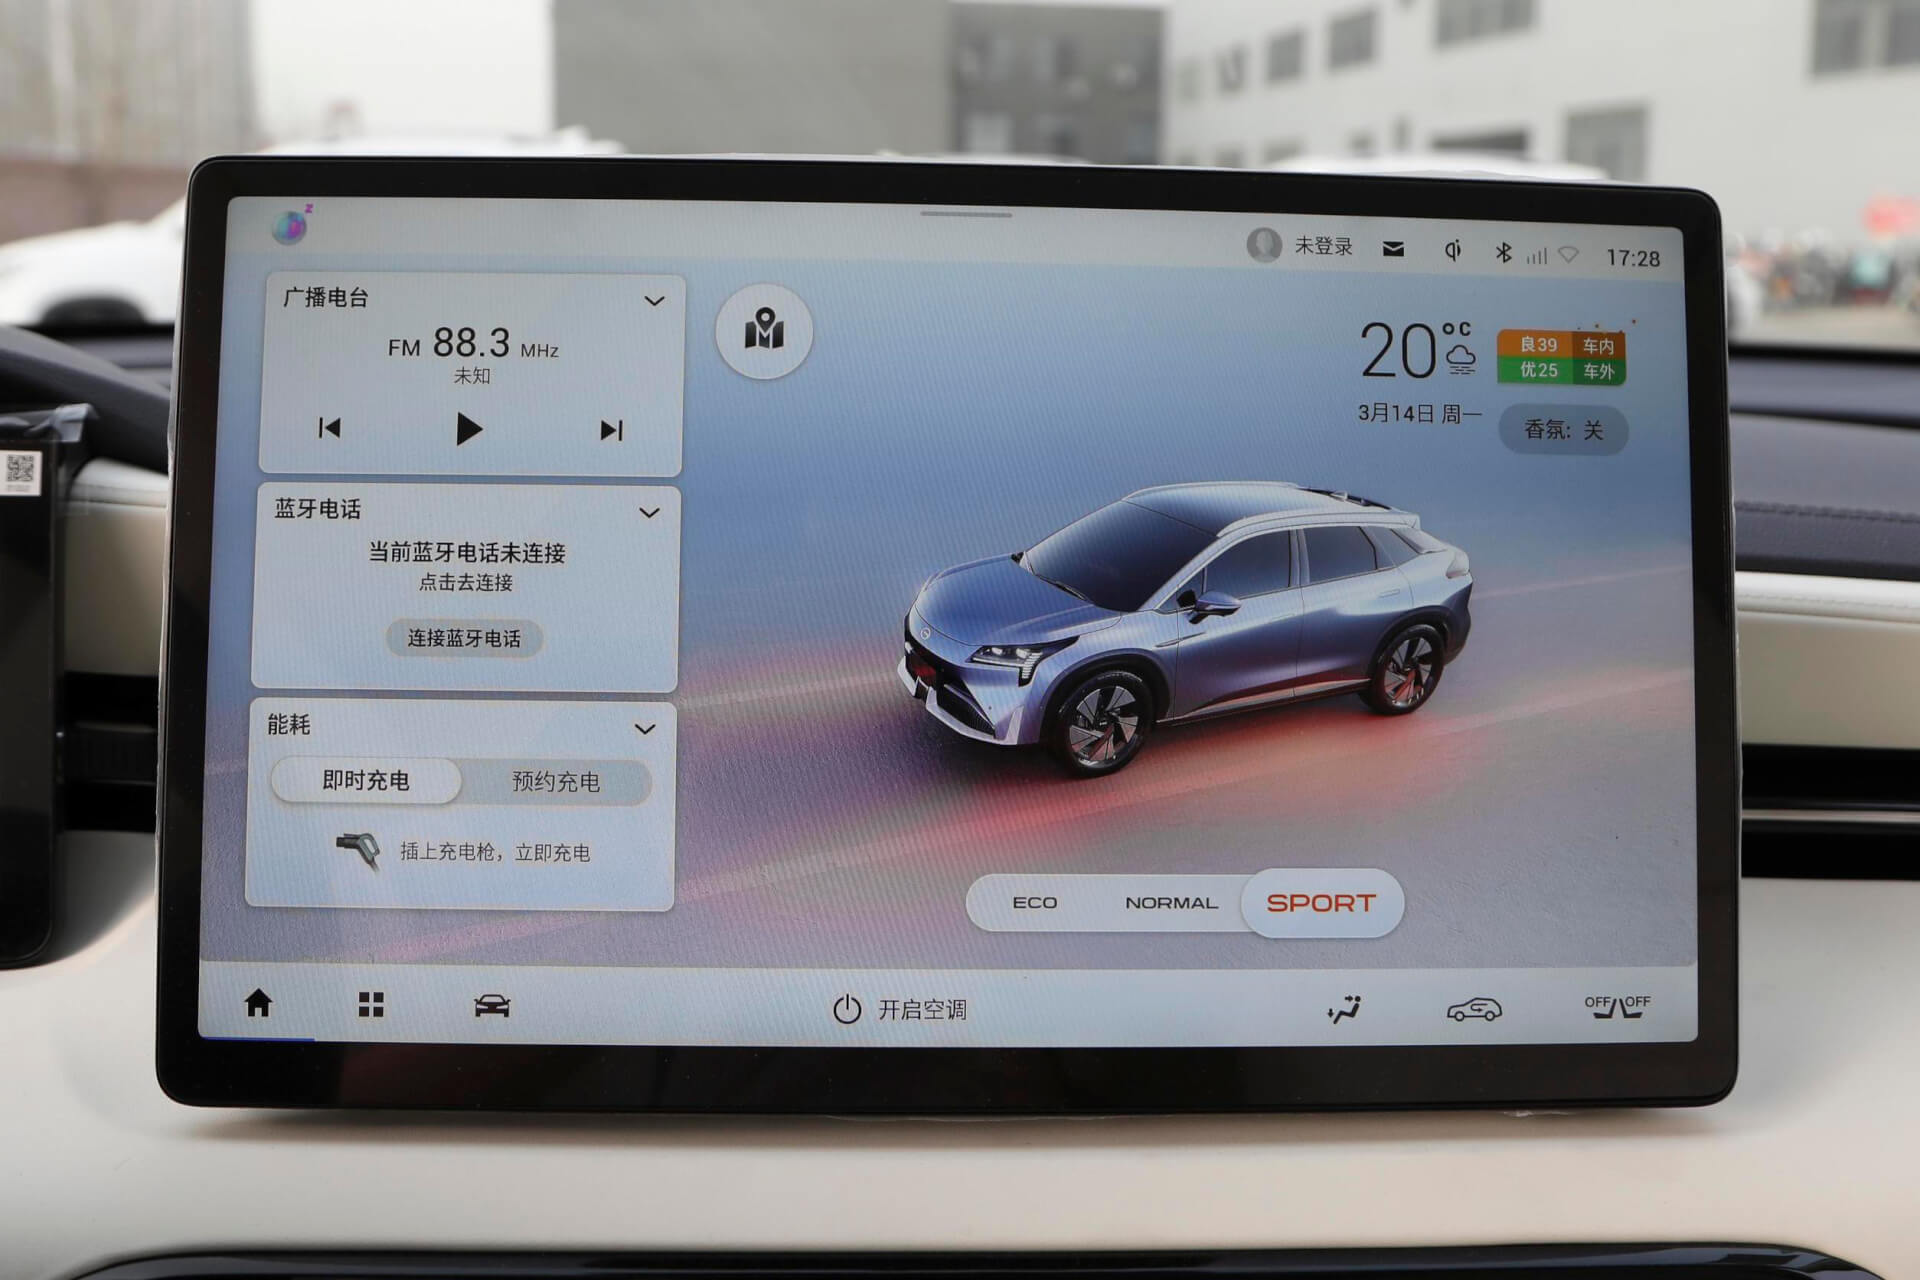 未登录
17:28
广播电台
FM 88.3 MHz
未知
20°C
良39 车内
优25 车外
3月14日 周一
香氛: 关
蓝牙电话
当前蓝牙电话未连接
点击去连接
连接蓝牙电话
能耗
即时充电 预约充电
插上充电枪，立即充电
ECO NORMAL SPORT
开启空调
OFF OFF